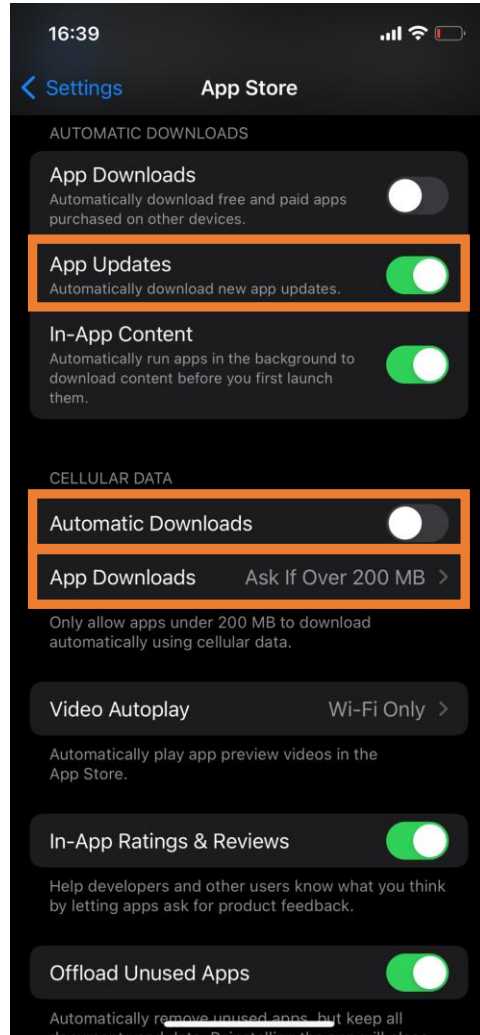 16:39
Settings
App Store
AUTOMATIC DOWNLOADS
App Downloads
Automatically download free and paid apps
purchased on other devices.
App Updates
Automatically download new app updates.
In-App Content
Automatically run apps in the background to
download content before you first launch
them.
CELLULAR DATA
Automatic Downloads
App Downloads Ask If Over 200 MB
Only allow apps under 200 MB to download
automatically using cellular data.
Video Autoplay Wi-Fi Only
Automatically play app preview videos in the
App Store.
In-App Ratings & Reviews
Help developers and other users know what you think
by letting apps ask for product feedback.
Offload Unused Apps
Automatically remove unused apps, but keep all